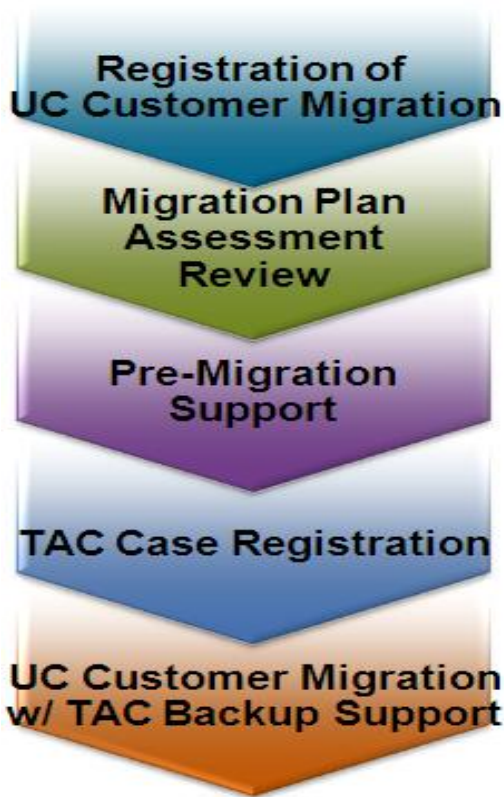 Registration of
UC Customer Migration
Migration Plan
Assessment
Review
Pre-Migration
Support
TAC Case Registration
UC Customer Migration
w/ TAC Backup Support